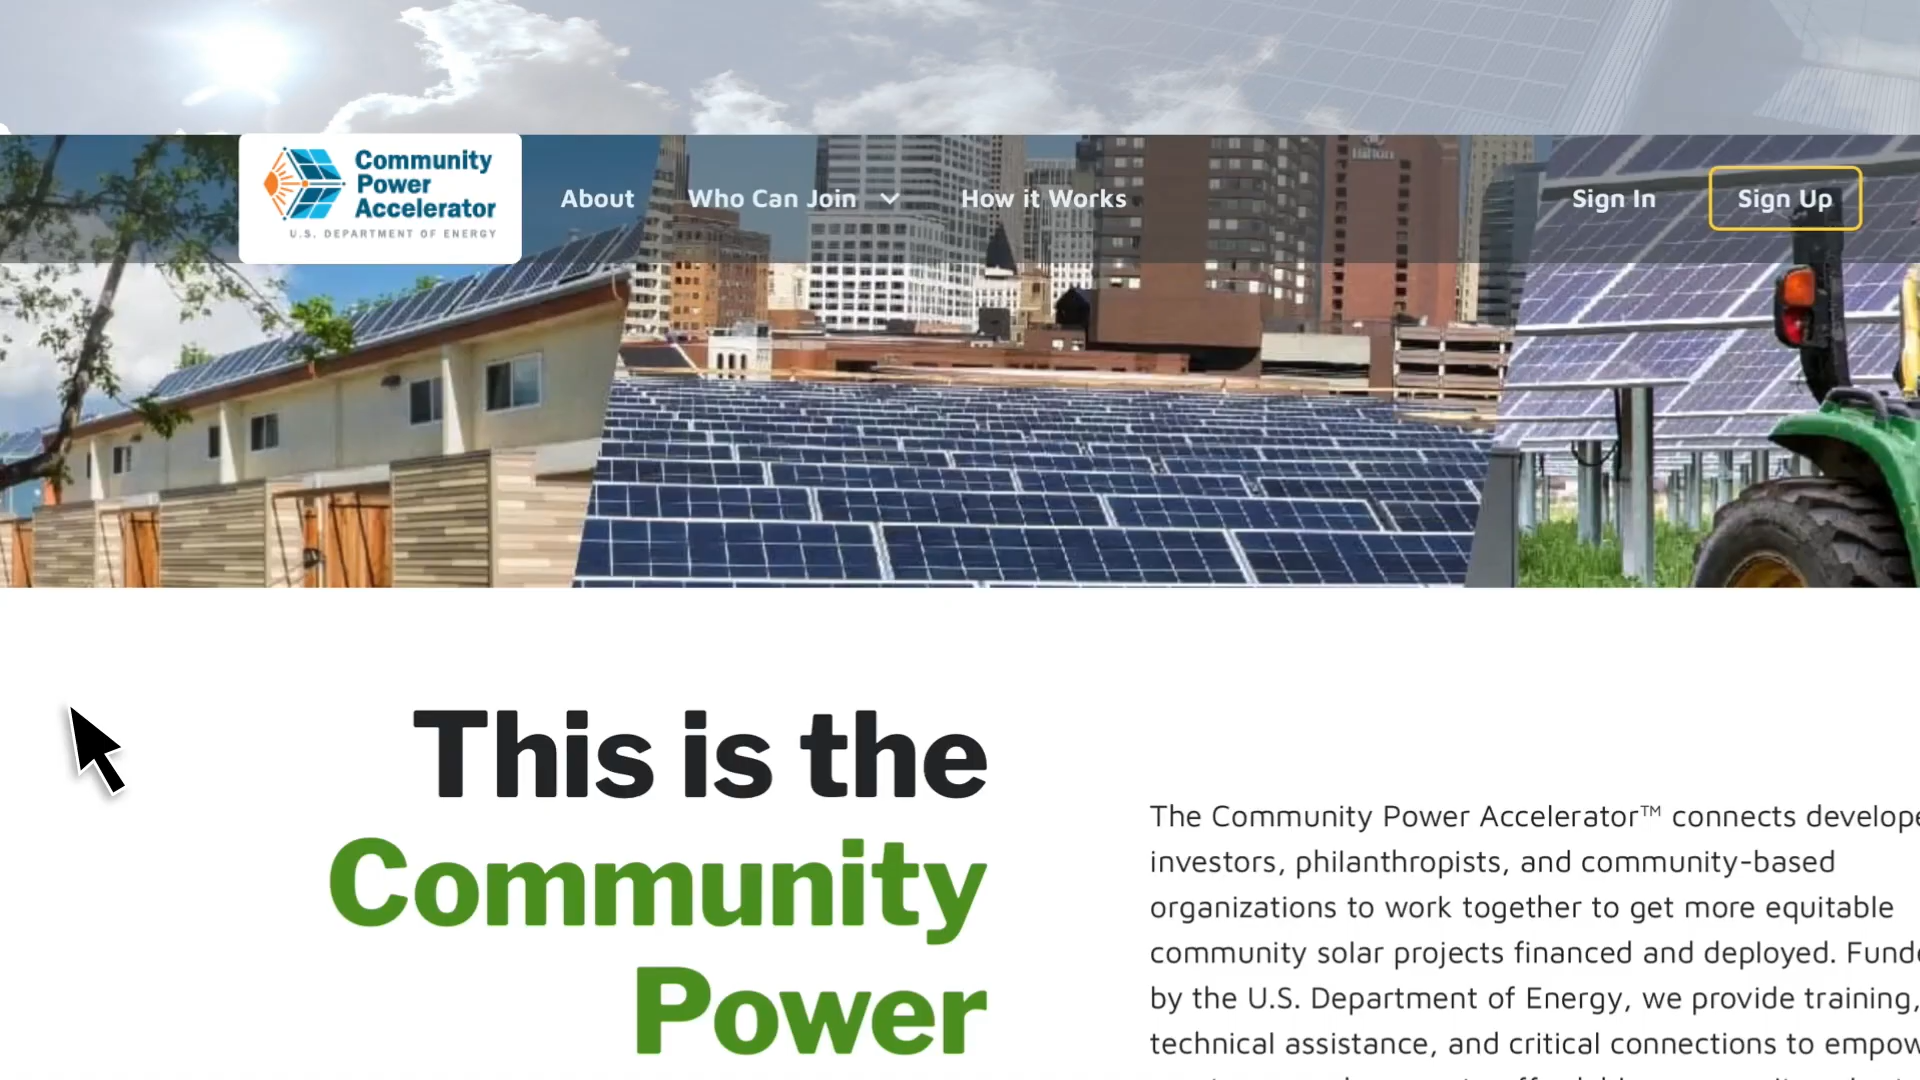 Community
Power
Accelerator
U.S. DEPARTMENT OF ENERGY
About
Who Can Join
How it Works
Sign In
Sign Up
Hilton
This is the
Community
Power
The Community Power Accelerator™ connects
investors, philanthropists, and community-based
organizations to work together to get more equitable
community solar projects financed and deployed.
by the U.S. Department of Energy, we provide training,
technical assistance, and critical connections to